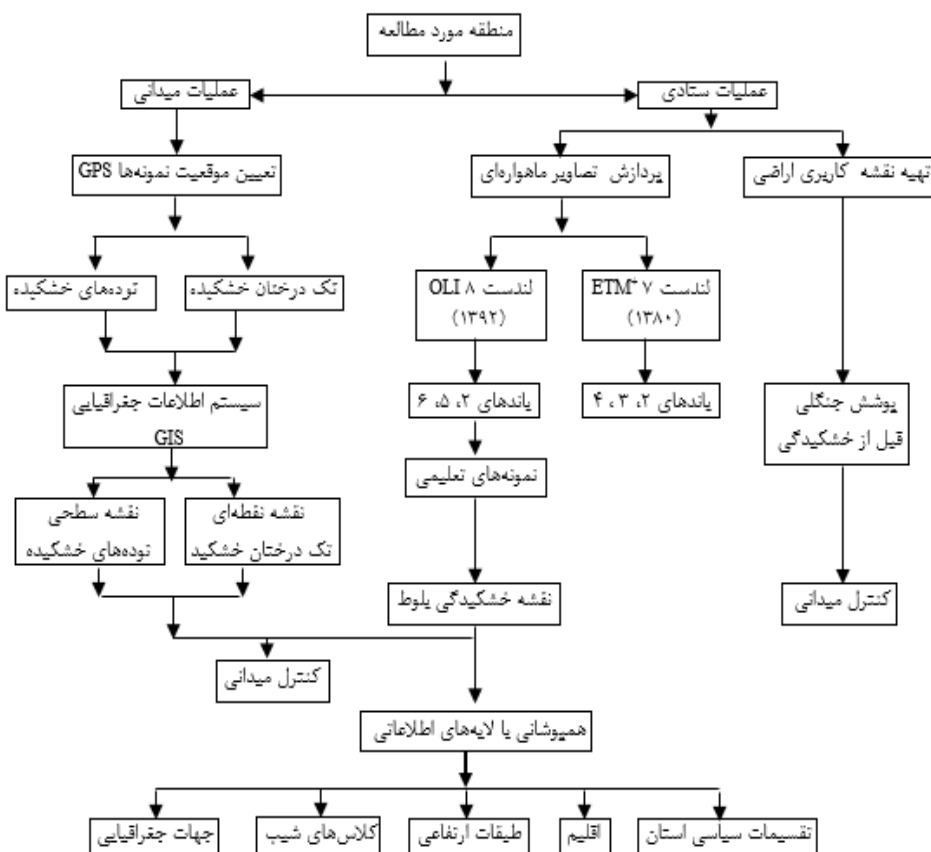 منطقه مورد مطالعه
عملیات ستادی
عملیات میدانی
تهیه نقشه کاربری اراضی
پردازش تصاویر ماهواره‌ای
تعیین موقعیت نمونه‌ها GPS
لندست ۷ ETM⁺
(۱۳۸۰)
لندست ۸ OLI
(۱۳۹۲)
تک درختان خشکیده
توده‌های خشکیده
پوشش جنگلی
قبل از خشکیدگی
باندهای ۲، ۳، ۴
باندهای ۲، ۵، ۶
سیستم اطلاعات جغرافیایی
GIS
نمونه‌های تعلیمی
نقشه نقطه‌ای
تک درختان خشکید
نقشه سطحی
توده‌های خشکیده
کنترل میدانی
نقشه خشکیدگی بلوط
کنترل میدانی
همپوشانی با لایه‌های اطلاعاتی
تقسیمات سیاسی استان
اقلیم
طبقات ارتفاعی
کلاس‌های شیب
جهات جغرافیایی